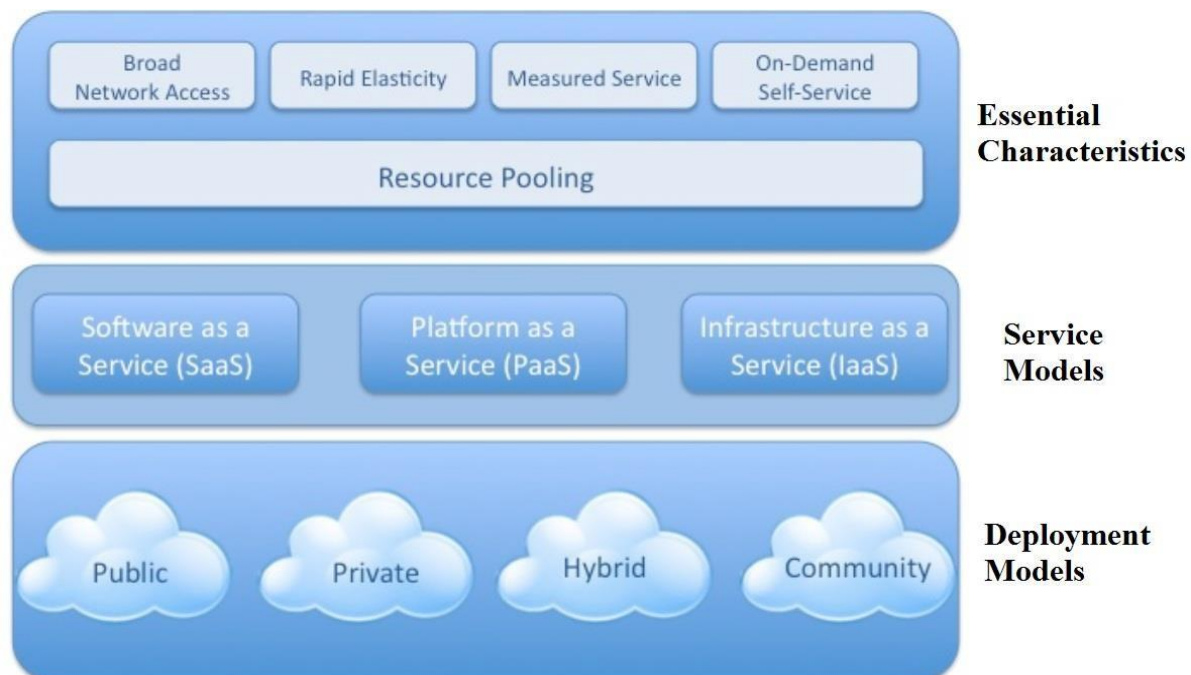 Broad
Network Access
Rapid Elasticity
Measured Service
On-Demand
Self-Service
Resource Pooling
Essential
Characteristics
Software as a
Service (SaaS)
Platform as a
Service (PaaS)
Infrastructure as a
Service (IaaS)
Service
Models
Public
Private
Hybrid
Community
Deployment
Models